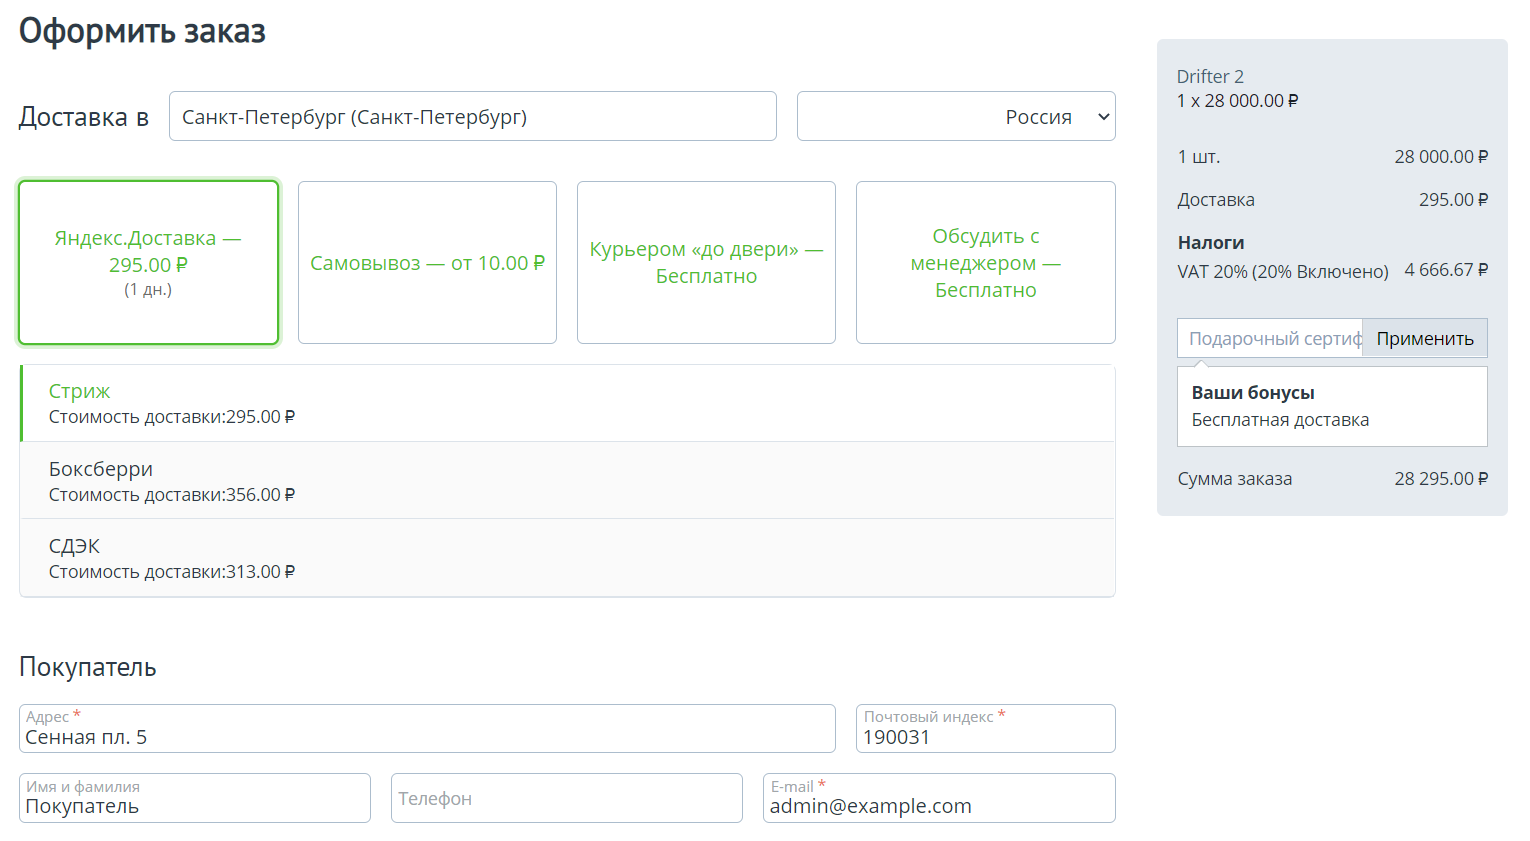 Оформить заказ
Доставка в
Санкт-Петербург (Санкт-Петербург)
Россия
Яндекс.Доставка —
295.00 ₽
(1 дн.)
Самовывоз — от 10.00 ₽
Курьером «до двери» —
Бесплатно
Обсудить с
менеджером —
Бесплатно
Стриж
Стоимость доставки:295.00 ₽
Боксберри
Стоимость доставки:356.00 ₽
СДЭК
Стоимость доставки:313.00 ₽
Покупатель
Адрес *
Сенная пл. 5
Почтовый индекс *
190031
Имя и фамилия
Покупатель
Телефон
E-mail *
admin@example.com
Drifter 2
1 x 28 000.00 ₽
1 шт. 28 000.00 ₽
Доставка 295.00 ₽
Налоги
VAT 20% (20% Включено) 4 666.67 ₽
Подарочный сертиф Применить
Ваши бонусы
Бесплатная доставка
Сумма заказа 28 295.00 ₽